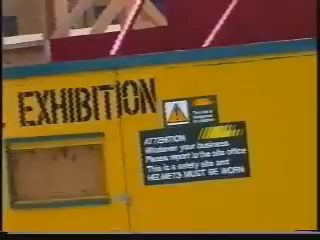 EXHIBITION
ATTENTION
Whatever your business
Please report to the site office
This is a safety site and
HELMETS MUST BE WORN